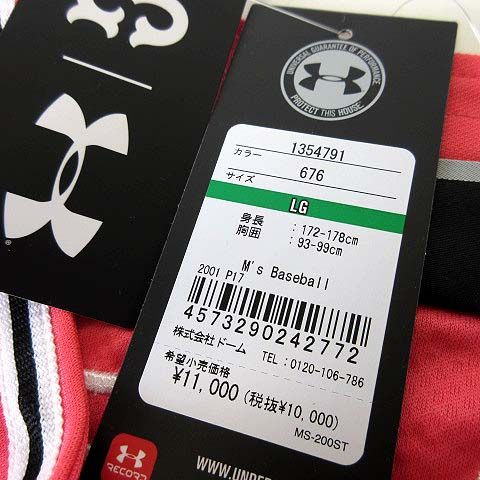 UNIVERSAL GUARANTEE OF PERFORMANCE
PROTECT THIS HOUSE
カラー 1354791
サイズ 676
LG
身長 :172-178cm
胸囲 :93-99cm
M's Baseball
2001 P17
4573290242772
株式会社ドーム TEL:0120-106-786
希望小売価格
¥11,000 (税抜¥10,000)
MS-200ST
RECORD
WWW.UNDER